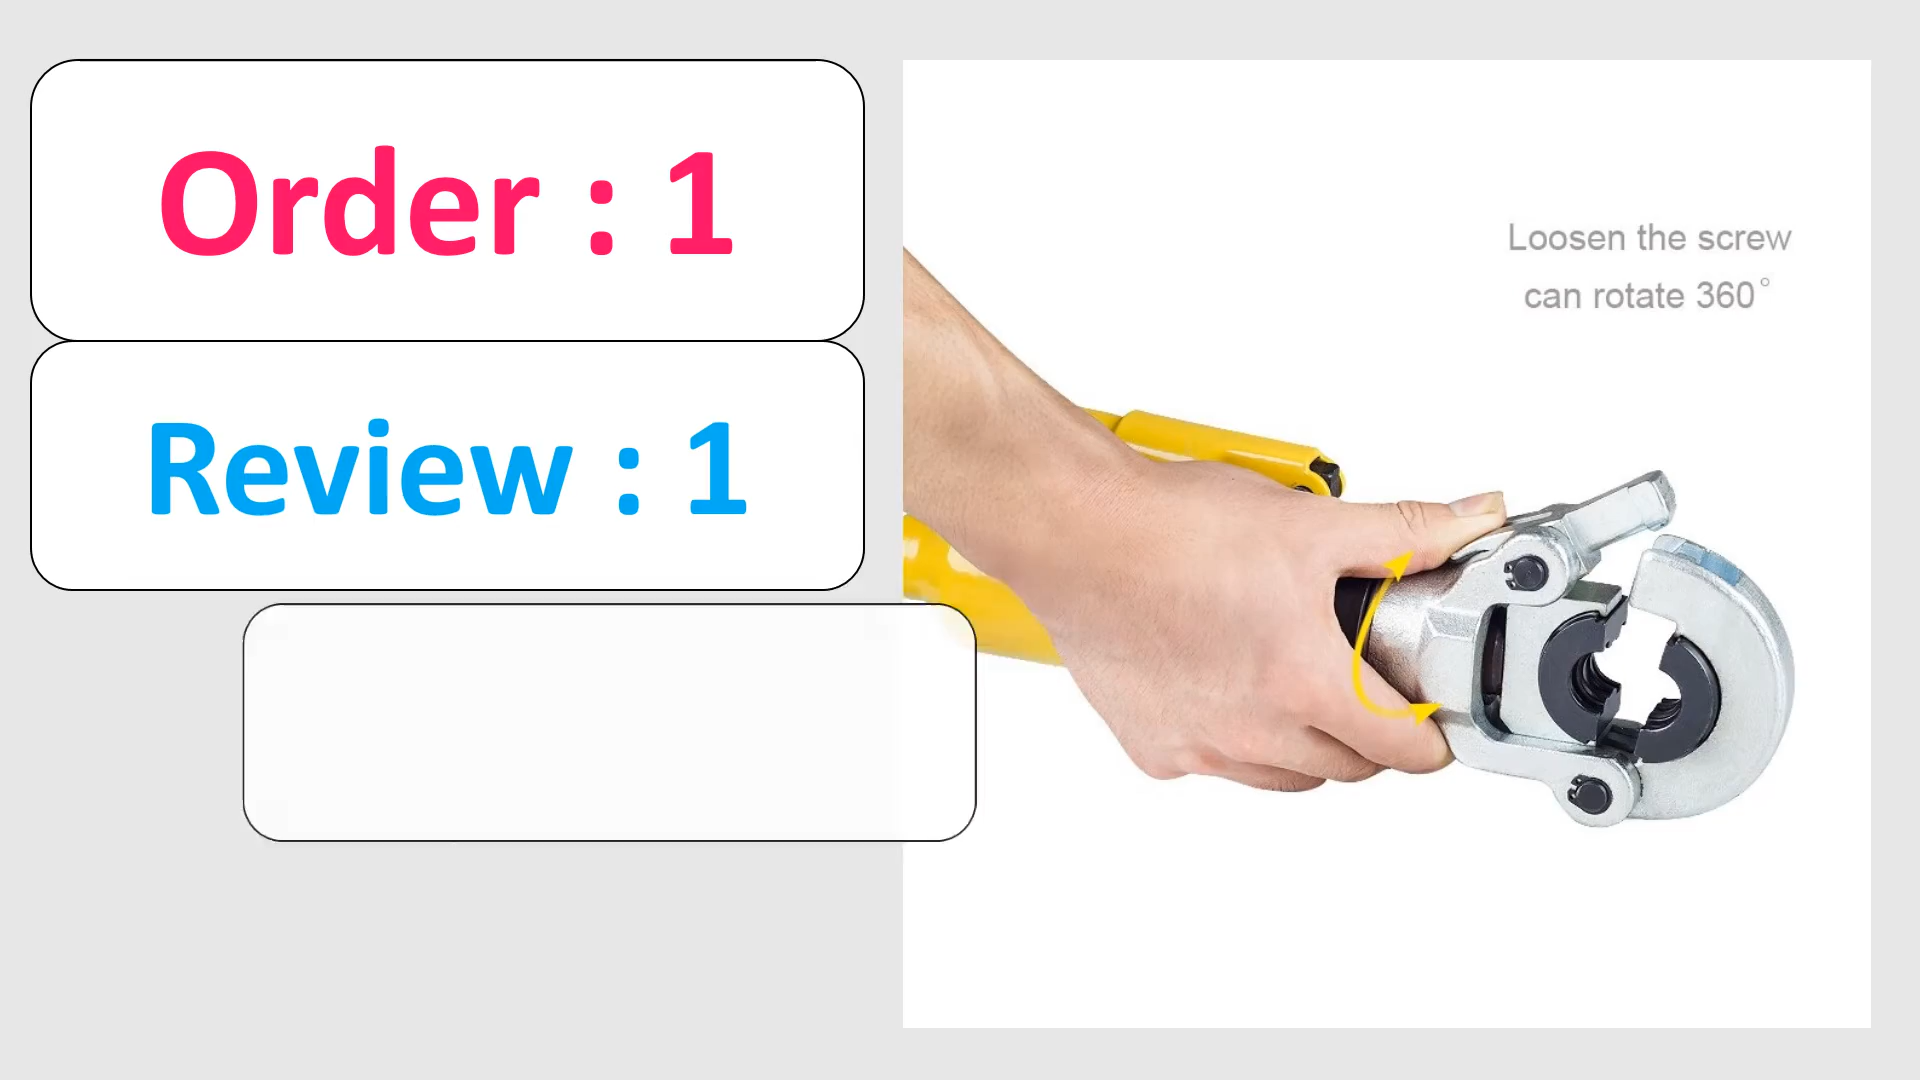 Order : 1
Review : 1
Loosen the screw
can rotate 360°